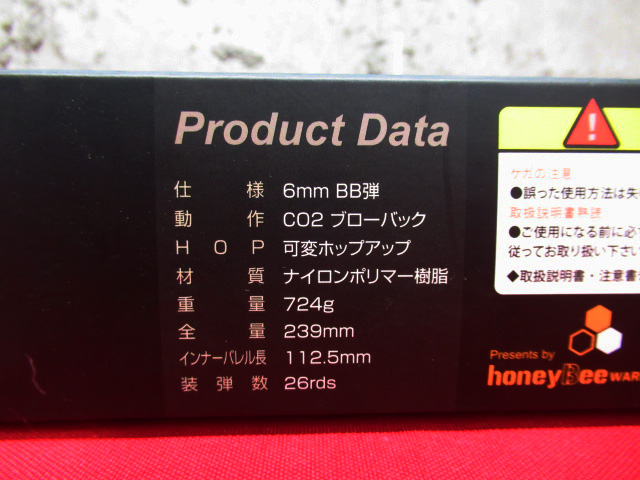 Product Data
仕様 6mm BB弾
動作 CO2 ブローバック
HOP 可変ホップアップ
材質 ナイロンポリマー樹脂
重量 724g
全量 239mm
インナーバレル長 112.5mm
装弾数 26rds
!
ケガの注意
●誤った使用方法は失
取扱説明書熟読
●ご使用になる前に必ず
従ってお取り扱い下さい
◆取扱説明書・注意書
Presents by
honeyBee WAR